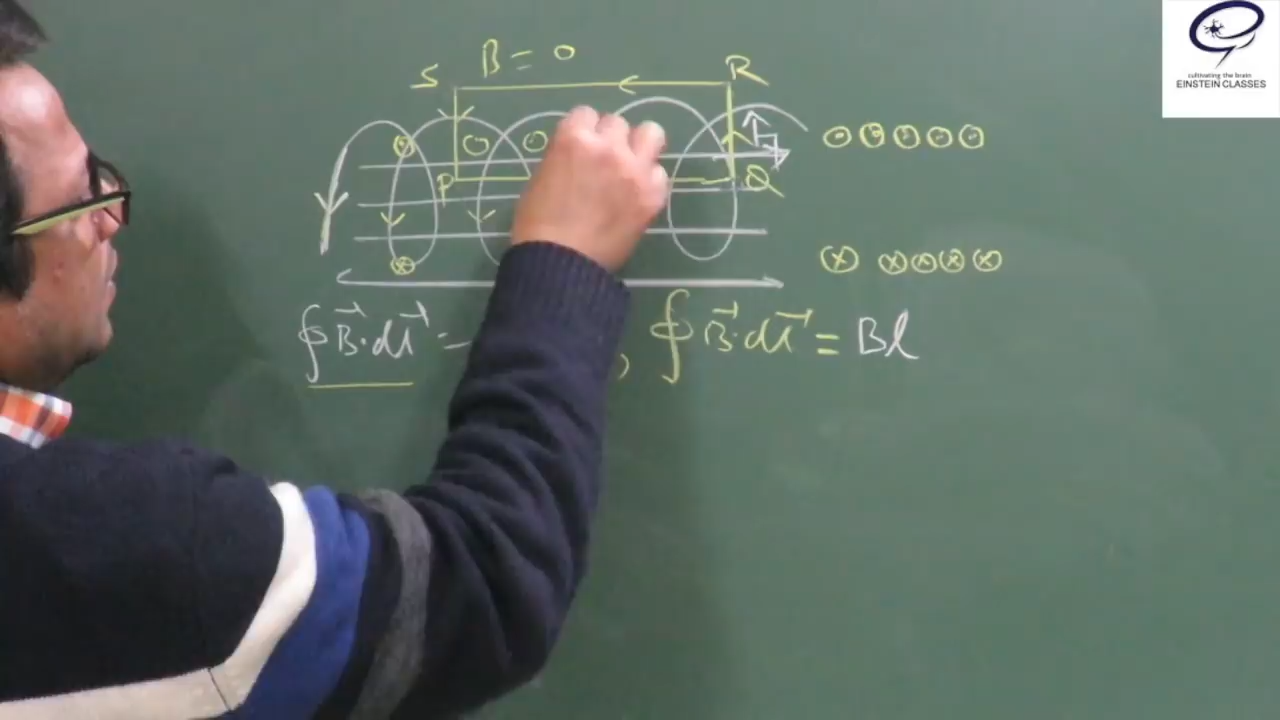 S B = 0 R
P Q
∮ B⃗·dl⃗ = , ∮ B⃗·dl⃗ = Bl
cultivating the brain
EINSTEIN CLASSES